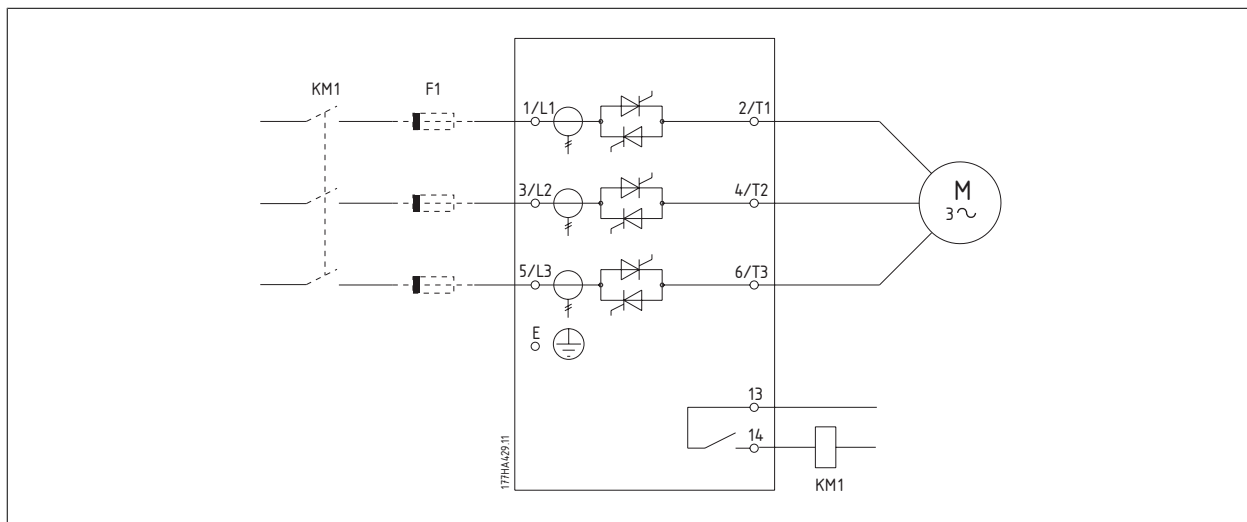 KM1
F1
1/L1
2/T1
3/L2
4/T2
M
3~
5/L3
6/T3
E
13
14
KM1
177HA429.11